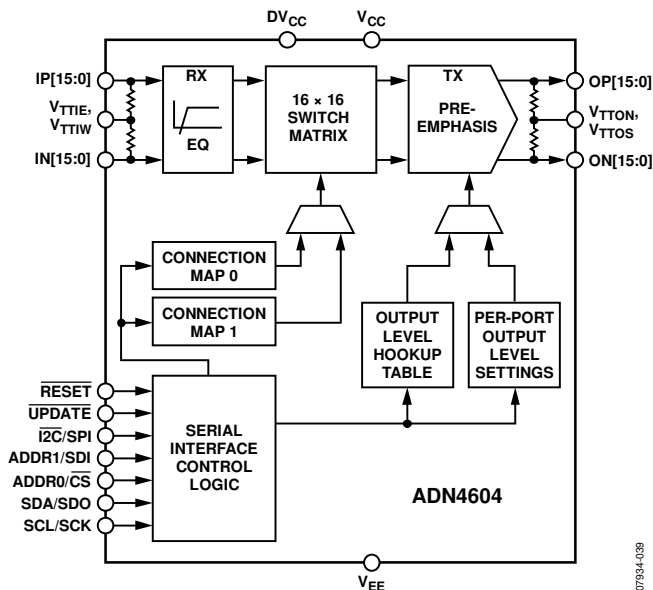 DVCC
VCC
IP[15:0]
VTTIE,
VTTIW
IN[15:0]
RX
EQ
16 × 16
SWITCH
MATRIX
TX
PRE-
EMPHASIS
OP[15:0]
VTTON,
VTTOS
ON[15:0]
CONNECTION
MAP 0
CONNECTION
MAP 1
OUTPUT
LEVEL
HOOKUP
TABLE
PER-PORT
OUTPUT
LEVEL
SETTINGS
RESET
UPDATE
I2C/SPI
ADDR1/SDI
ADDR0/CS
SDA/SDO
SCL/SCK
SERIAL
INTERFACE
CONTROL
LOGIC
ADN4604
VEE
07934-039